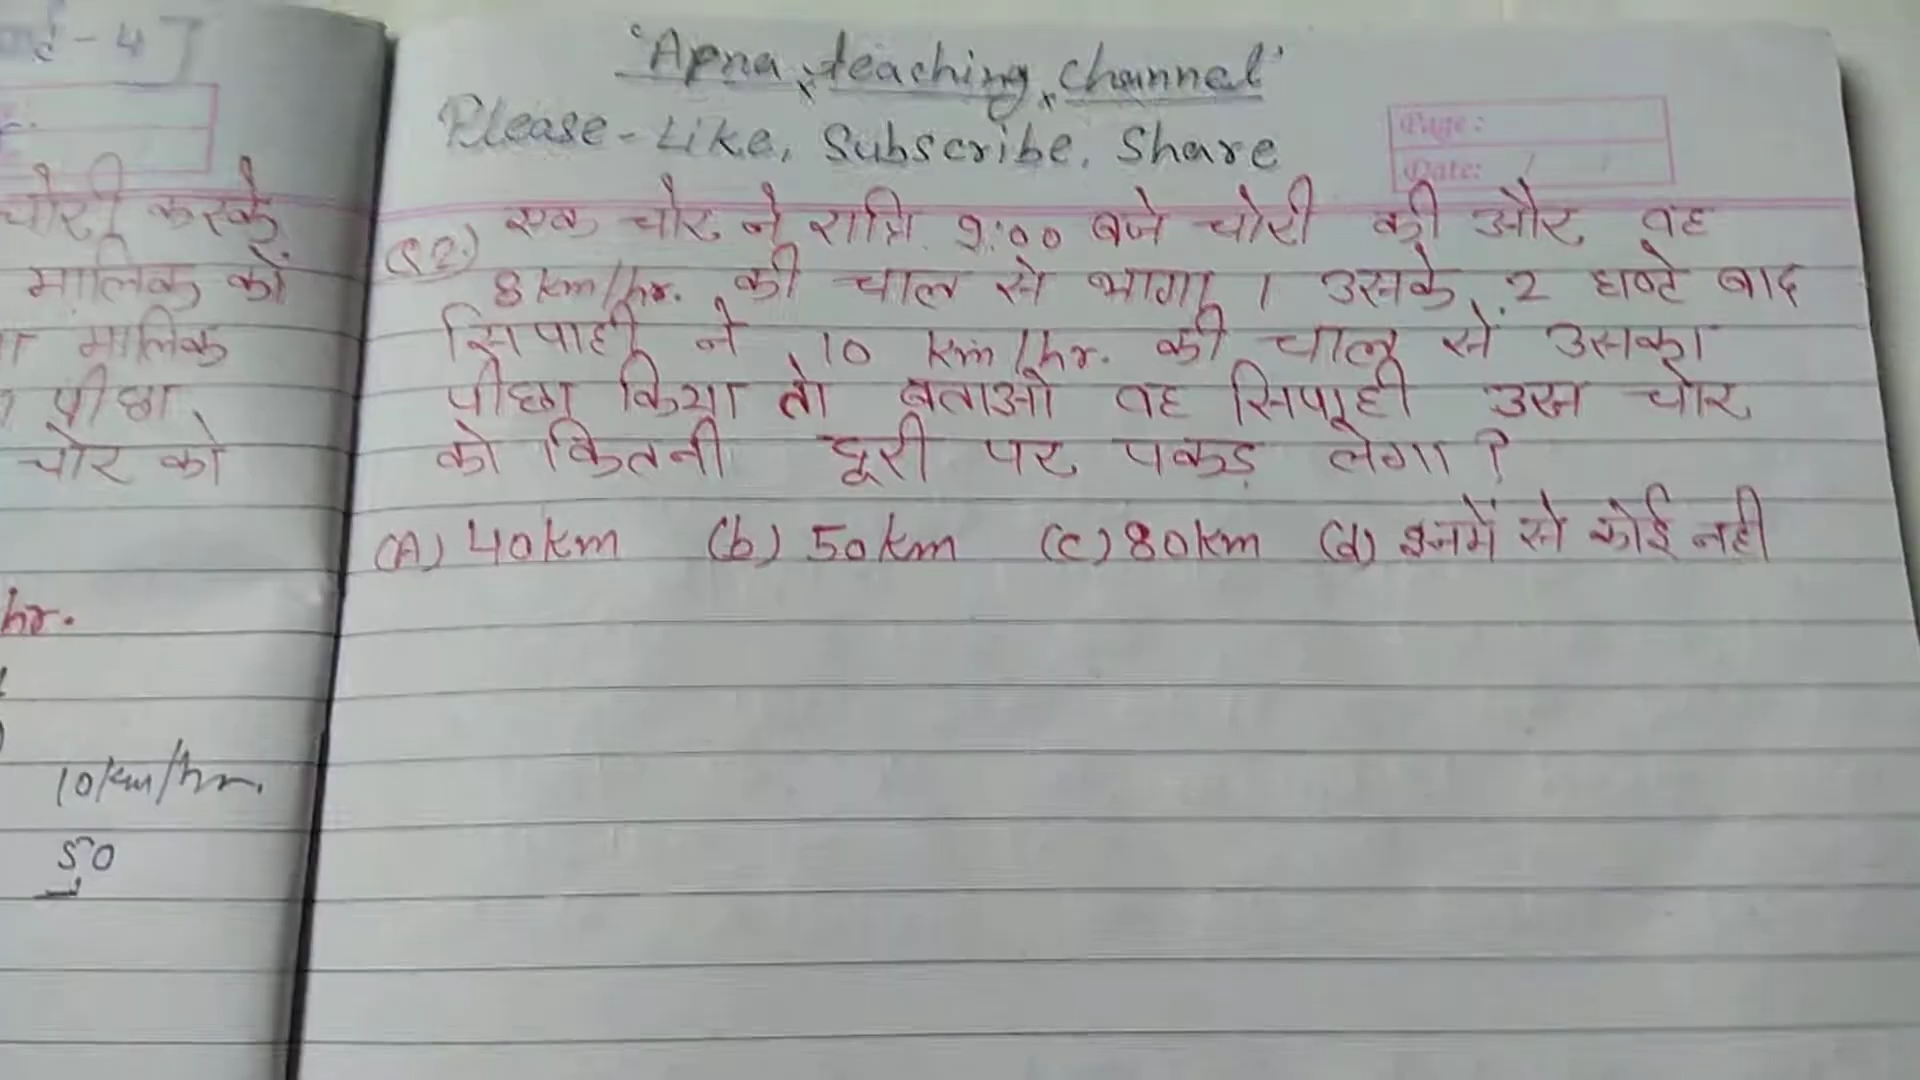 - 4]
चोरी करके
मालिक को
मालिक
पीछा
चोर को
hr.
10km/hr.
50
'Apna teaching Channel'
Please-Like, Subscribe, Share
Page:
Date: / /
Q2.) एक चोर ने रात्रि 9:00 बजे चोरी की और वह
8km/hr. की चाल से भागा। उसके 2 घण्टे बाद
सिपाही ने 10 km/hr. की चाल से उसका
पीछा किया तो बताओ वह सिपाही उस चोर
को कितनी दूरी पर पकड़ लेगा?
(A) 40km (b) 50km (c) 80km (d) इनमें से कोई नही